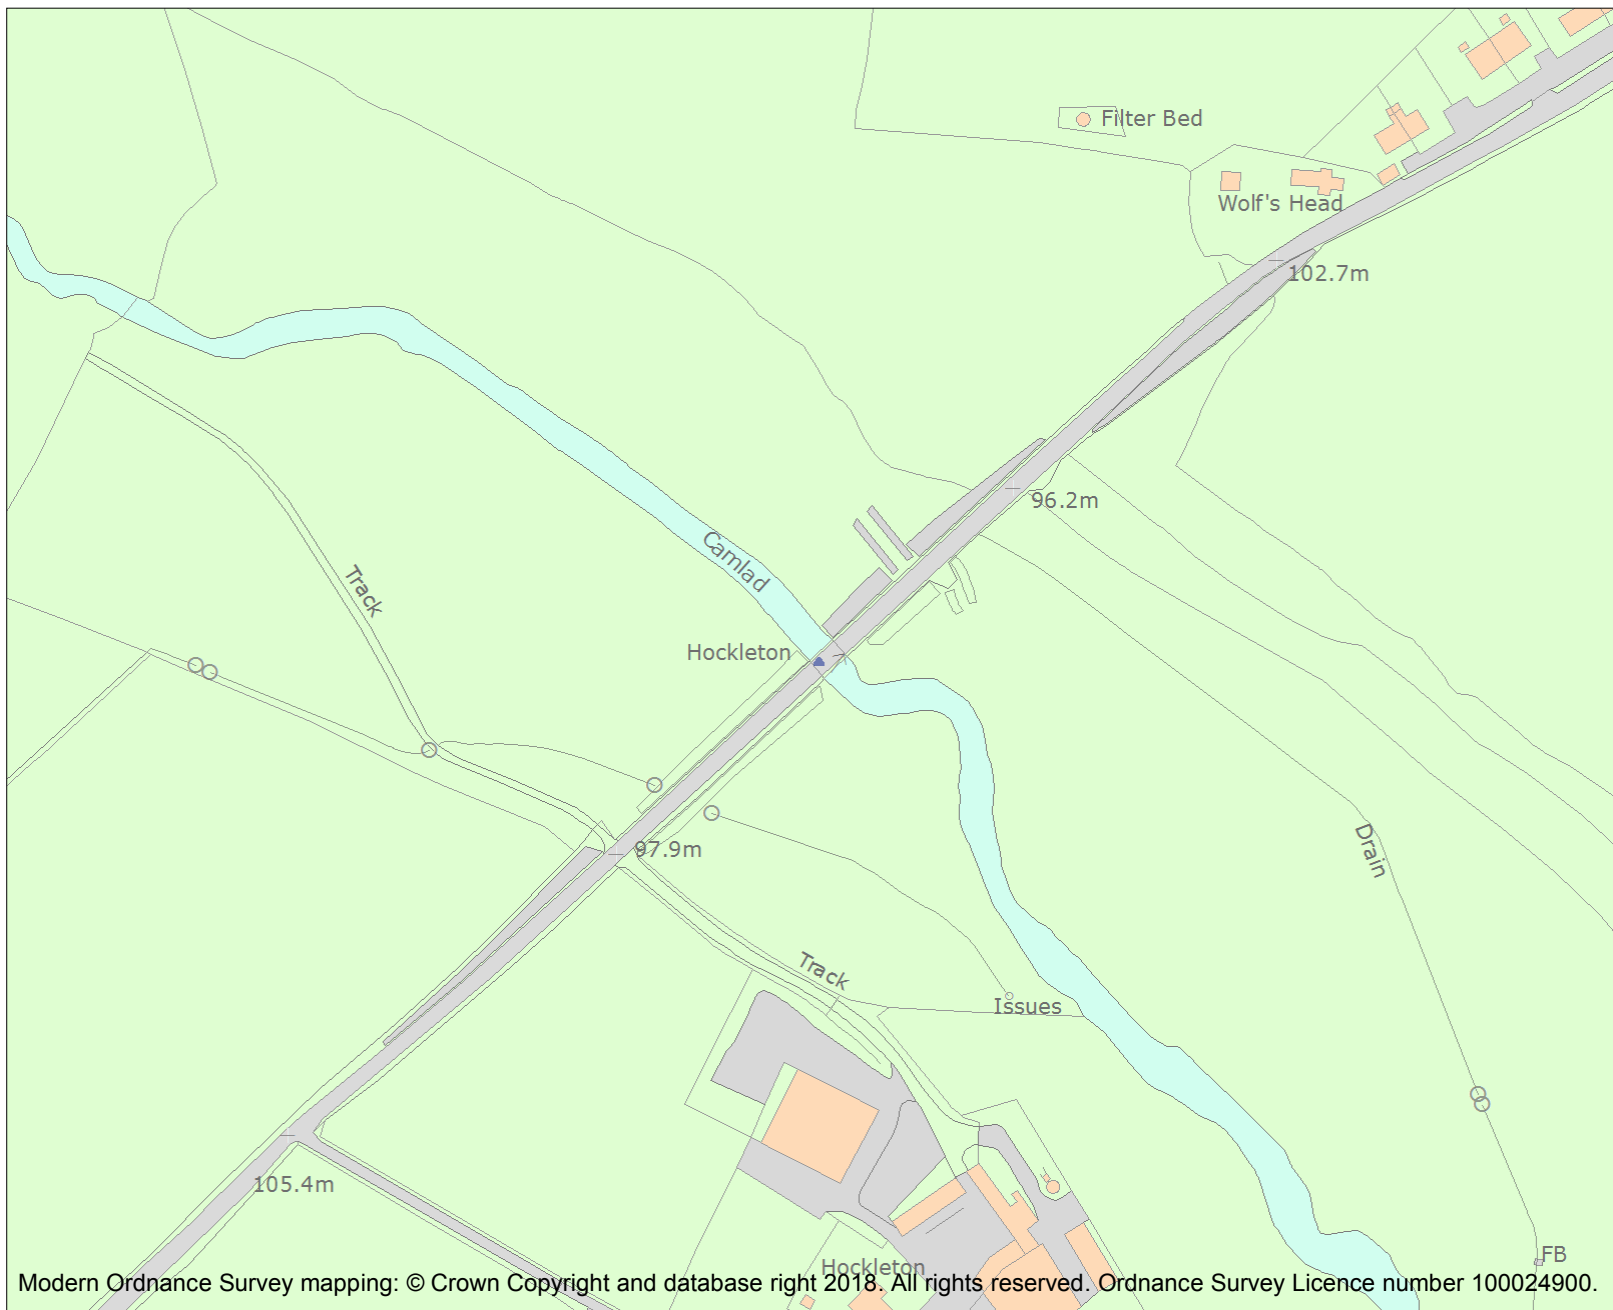 Filter Bed
Wolf's Head
102.7m
96.2m
Camlad
Track
Hockleton
97.9m
Drain
Track
Issues
105.4m
FB
Hockleton
Modern Ordnance Survey mapping: © Crown Copyright and database right 2018. All rights reserved. Ordnance Survey Licence number 100024900.